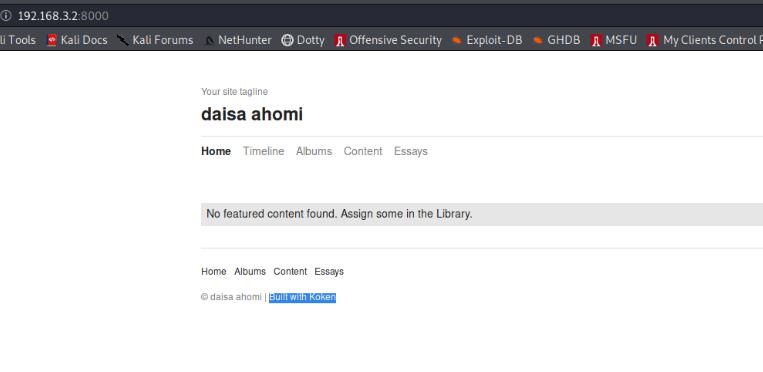 192.168.3.2:8000
li Tools Kali Docs Kali Forums NetHunter Dotty Offensive Security Exploit-DB GHDB MSFU My Clients Control P
Your site tagline
daisa ahomi
Home Timeline Albums Content Essays
No featured content found. Assign some in the Library.
Home Albums Content Essays
© daisa ahomi | Built with Koken